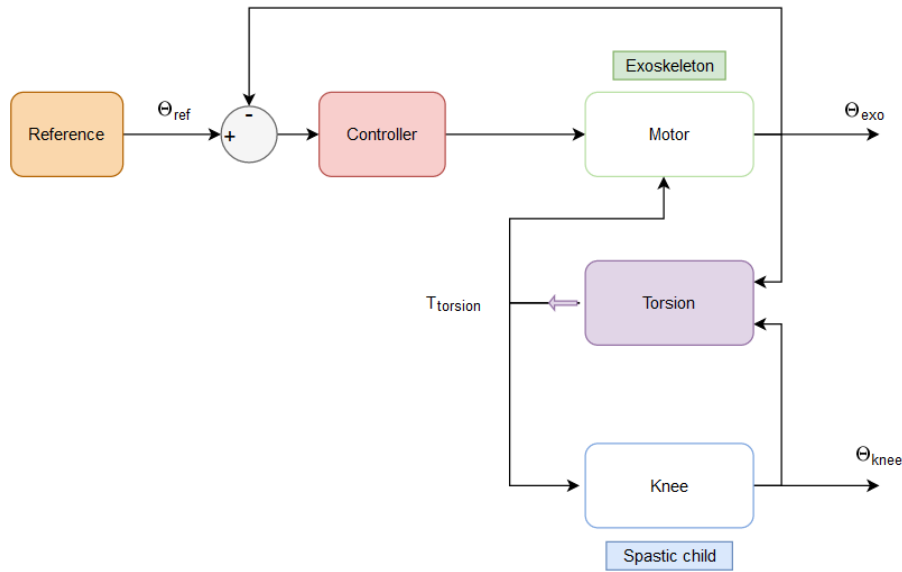 Exoskeleton
Θref
Θexo
-
+
Reference
Controller
Motor
Ttorsion
Torsion
Θknee
Knee
Spastic child